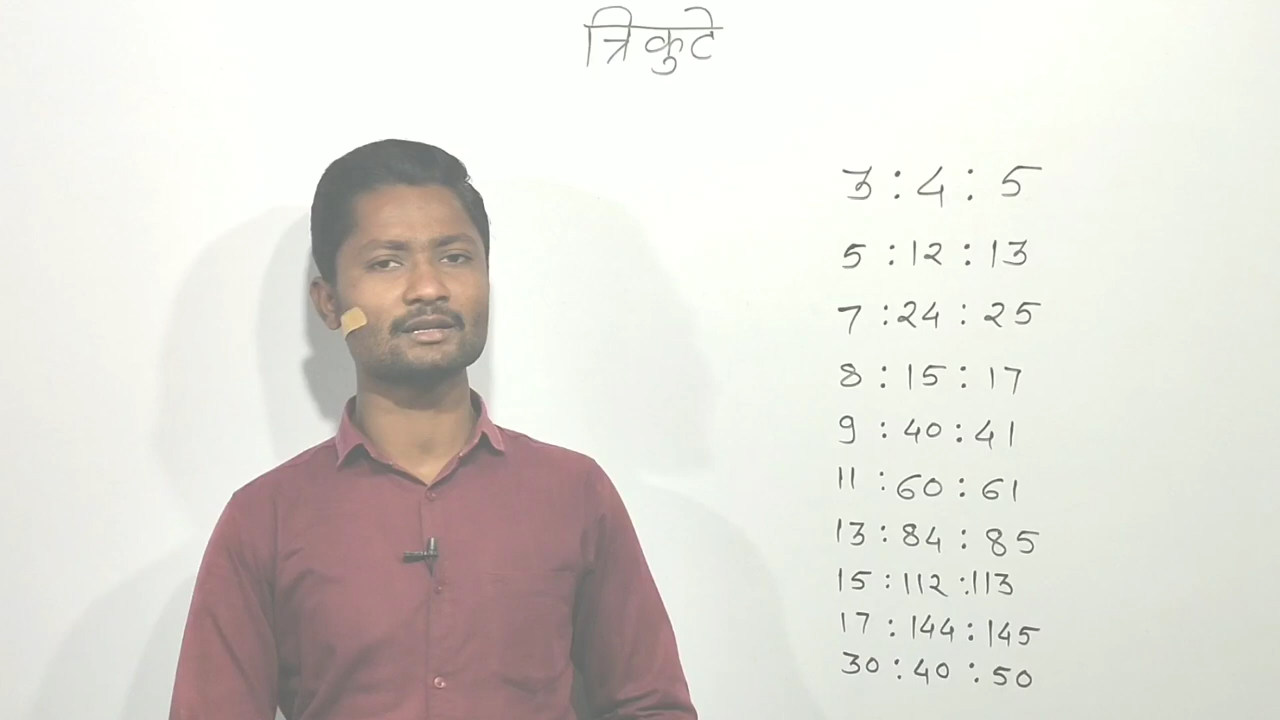 त्रिकुटे
3 : 4 : 5
5 : 12 : 13
7 : 24 : 25
8 : 15 : 17
9 : 40 : 41
11 : 60 : 61
13 : 84 : 85
15 : 112 : 113
17 : 144 : 145
30 : 40 : 50